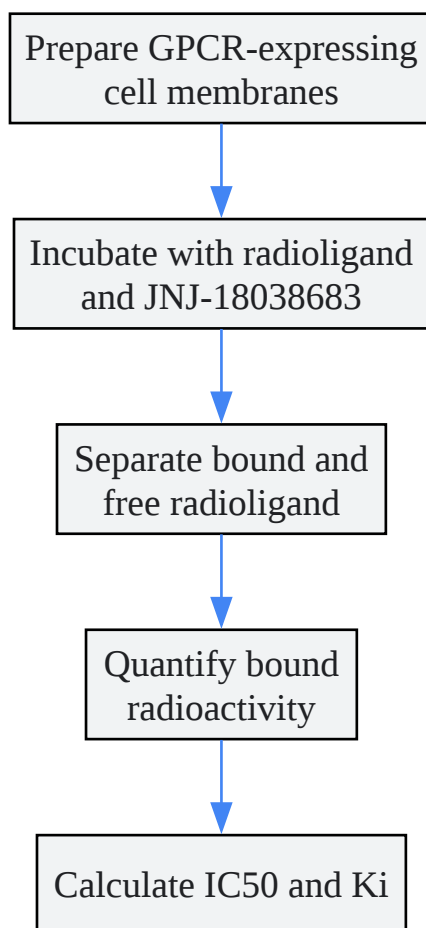 Prepare GPCR-expressing
cell membranes
Incubate with radioligand
and JNJ-18038683
Separate bound and
free radioligand
Quantify bound
radioactivity
Calculate IC50 and Ki